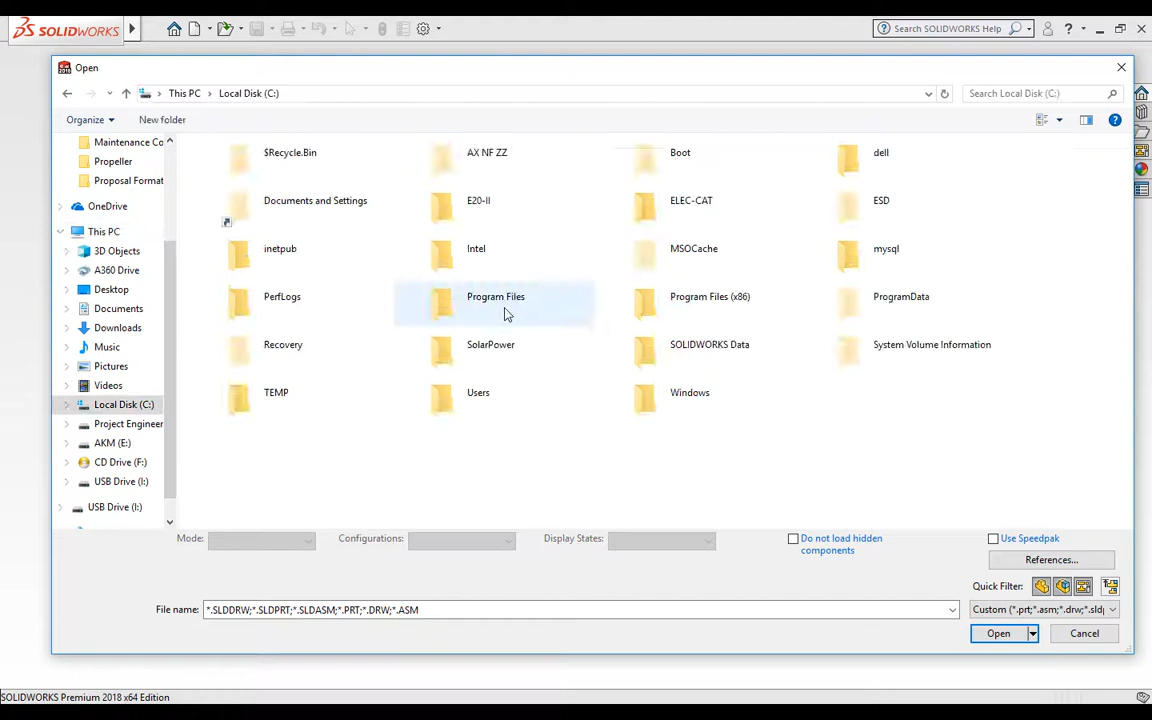 SOLIDWORKS
Search SOLIDWORKS Help
?
Open
This PC > Local Disk (C:)
Search Local Disk (C:)
Organize
New folder
Maintenance Co
Propeller
Proposal Format
OneDrive
This PC
3D Objects
A360 Drive
Desktop
Documents
Downloads
Music
Pictures
Videos
Local Disk (C:)
Project Engineer
AKM (E:)
CD Drive (F:)
USB Drive (I:)
USB Drive (I:)
$Recycle.Bin
AX NF ZZ
Boot
dell
Documents and Settings
E20-II
ELEC-CAT
ESD
inetpub
Intel
MSOCache
mysql
PerfLogs
Program Files
Program Files (x86)
ProgramData
Recovery
SolarPower
SOLIDWORKS Data
System Volume Information
TEMP
Users
Windows
Mode:
Configurations:
Display States:
Do not load hidden
components
Use Speedpak
References...
Quick Filter:
File name:
*.SLDDRW;*.SLDPRT;*.SLDASM;*.PRT;*.DRW;*.ASM
Custom (*.prt;*.asm;*.drw;*.sld
Open
Cancel
SOLIDWORKS Premium 2018 x64 Edition